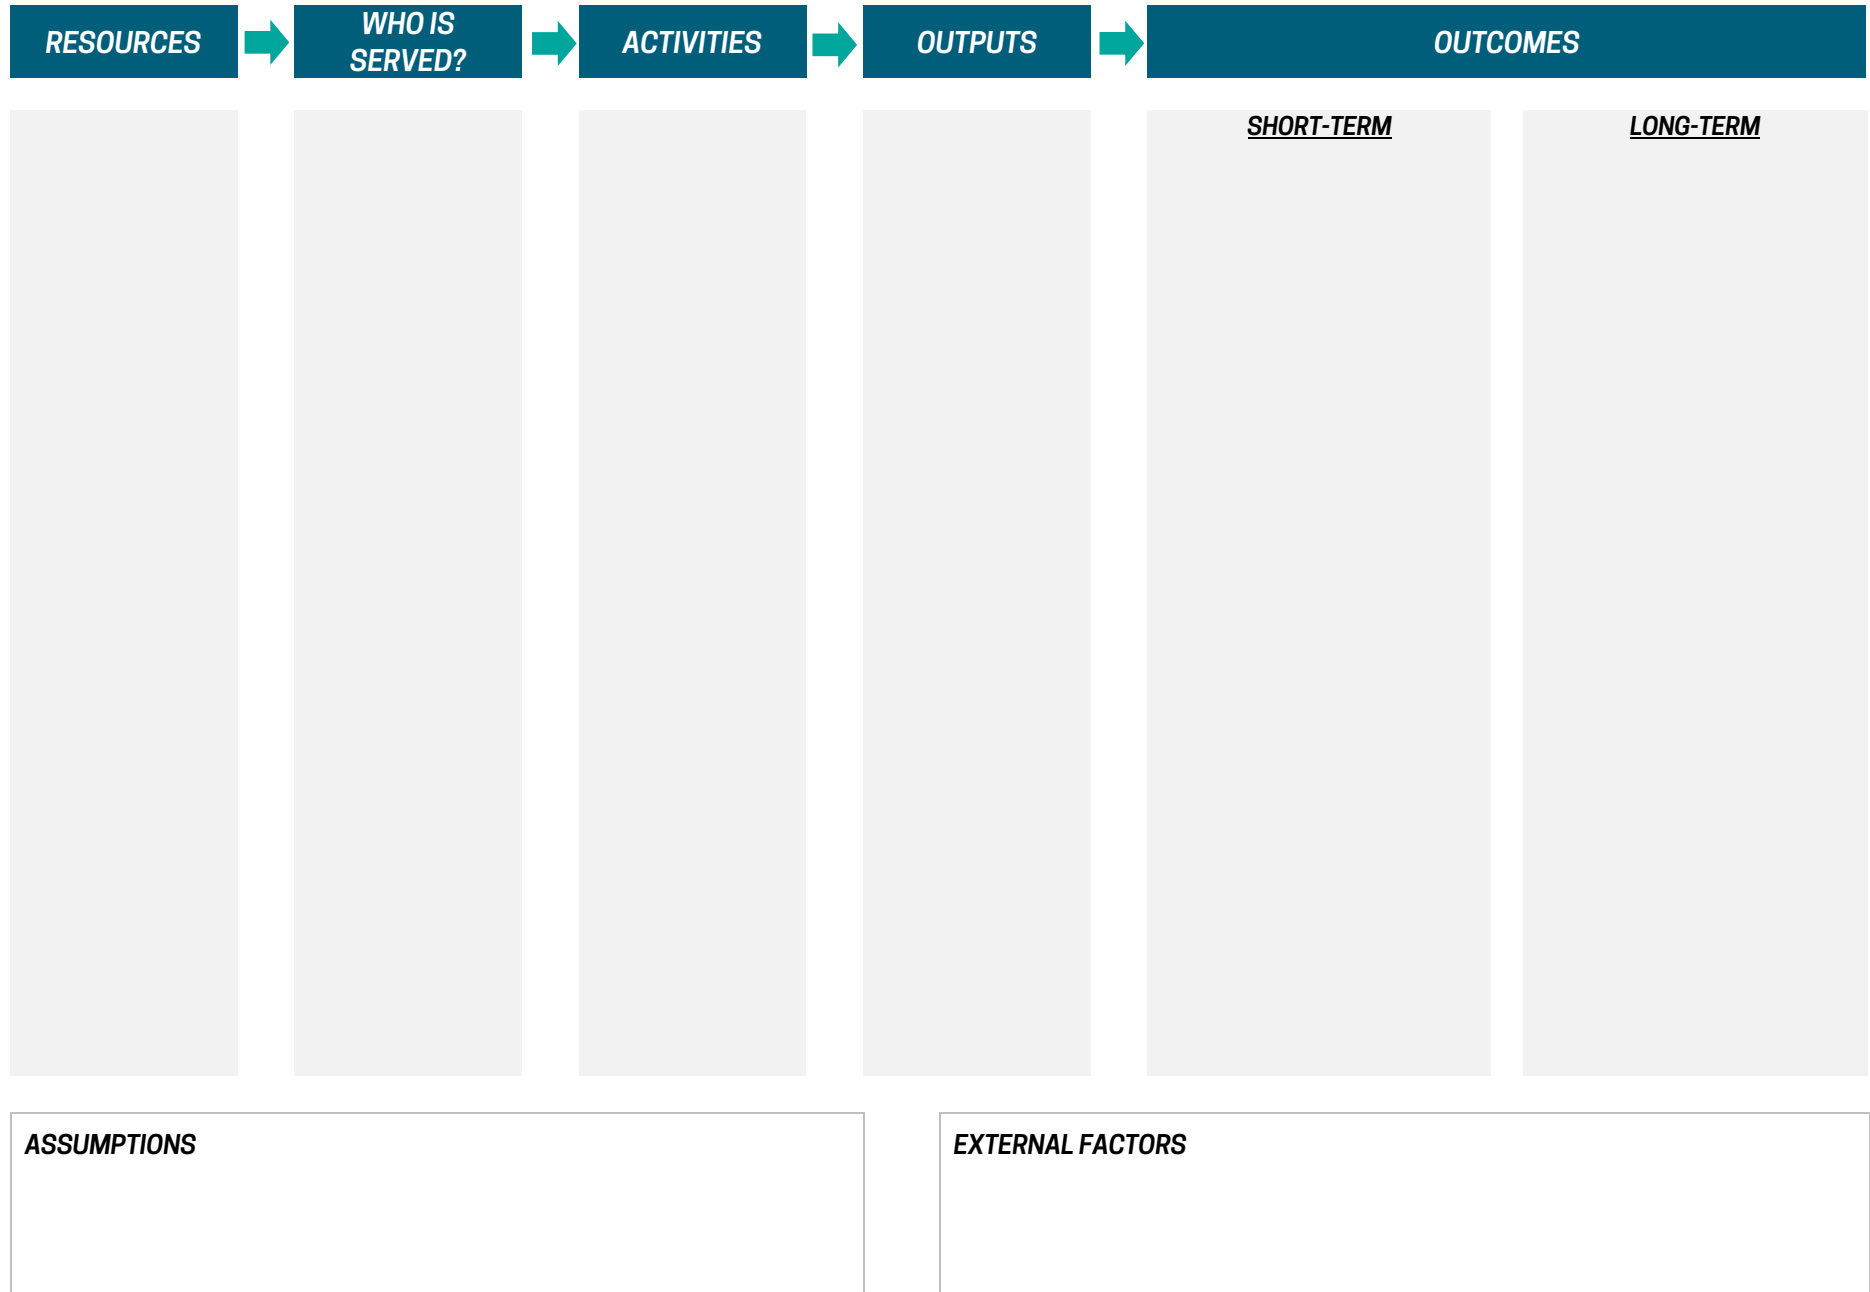 RESOURCES
WHO IS
SERVED?
ACTIVITIES
OUTPUTS
OUTCOMES
SHORT-TERM
LONG-TERM
ASSUMPTIONS
EXTERNAL FACTORS